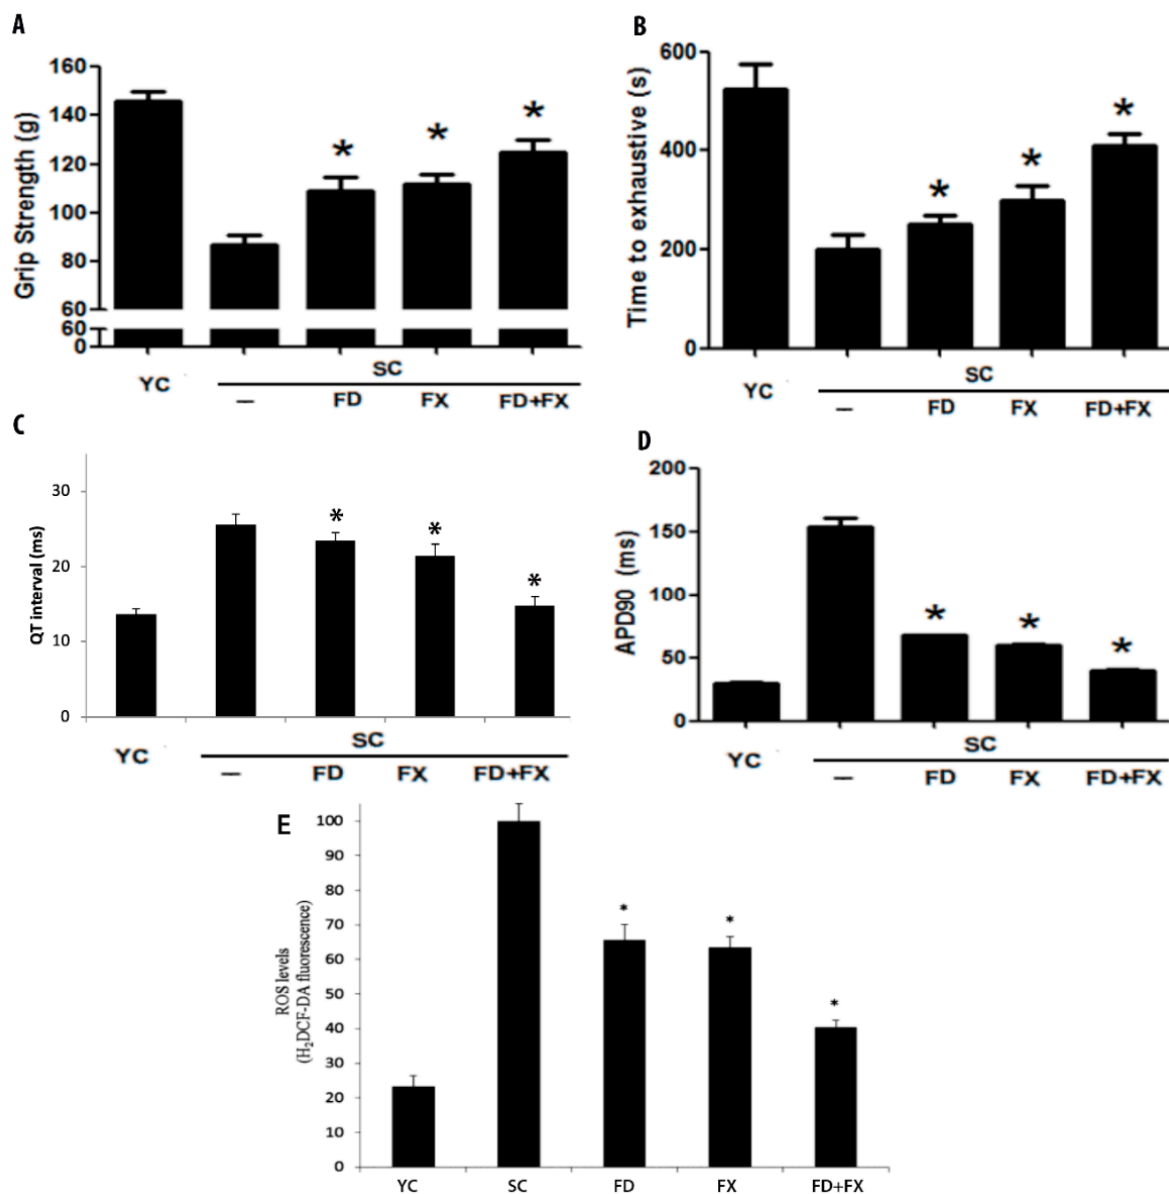 A
Grip Strength (g)
160
140
120
100
80
60
60
0
*
*
*
YC
SC
—
FD
FX
FD+FX
B
Time to exhaustive (s)
600
400
200
0
*
*
*
YC
SC
—
FD
FX
FD+FX
C
QT interval (ms)
30
20
10
0
*
*
*
YC
SC
—
FD
FX
FD+FX
D
APD90 (ms)
200
150
100
50
0
*
*
*
YC
SC
—
FD
FX
FD+FX
E
ROS levels
(H₂DCF-DA fluorescence)
100
90
80
70
60
50
40
30
20
10
0
*
*
*
YC
SC
FD
FX
FD+FX